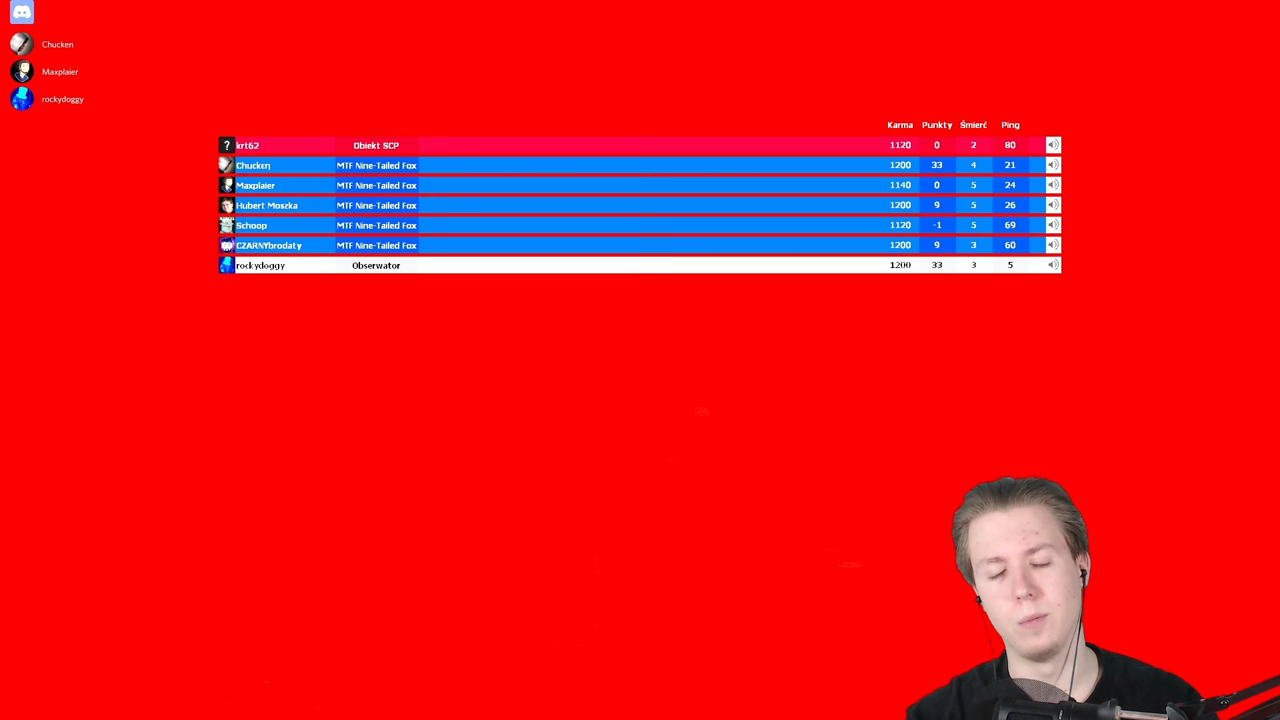 Chucken
Maxplaier
rockydoggy
Karma Punkty Śmierć Ping
? krt62 Obiekt SCP 1120 0 2 80
Chucken MTF Nine-Tailed Fox 1200 33 4 21
Maxplaier MTF Nine-Tailed Fox 1140 0 5 24
Hubert Moszka MTF Nine-Tailed Fox 1200 9 5 26
Schoop MTF Nine-Tailed Fox 1120 -1 5 69
CZARNYbrodaty MTF Nine-Tailed Fox 1200 9 3 60
rockydoggy Obserwator 1200 33 3 5